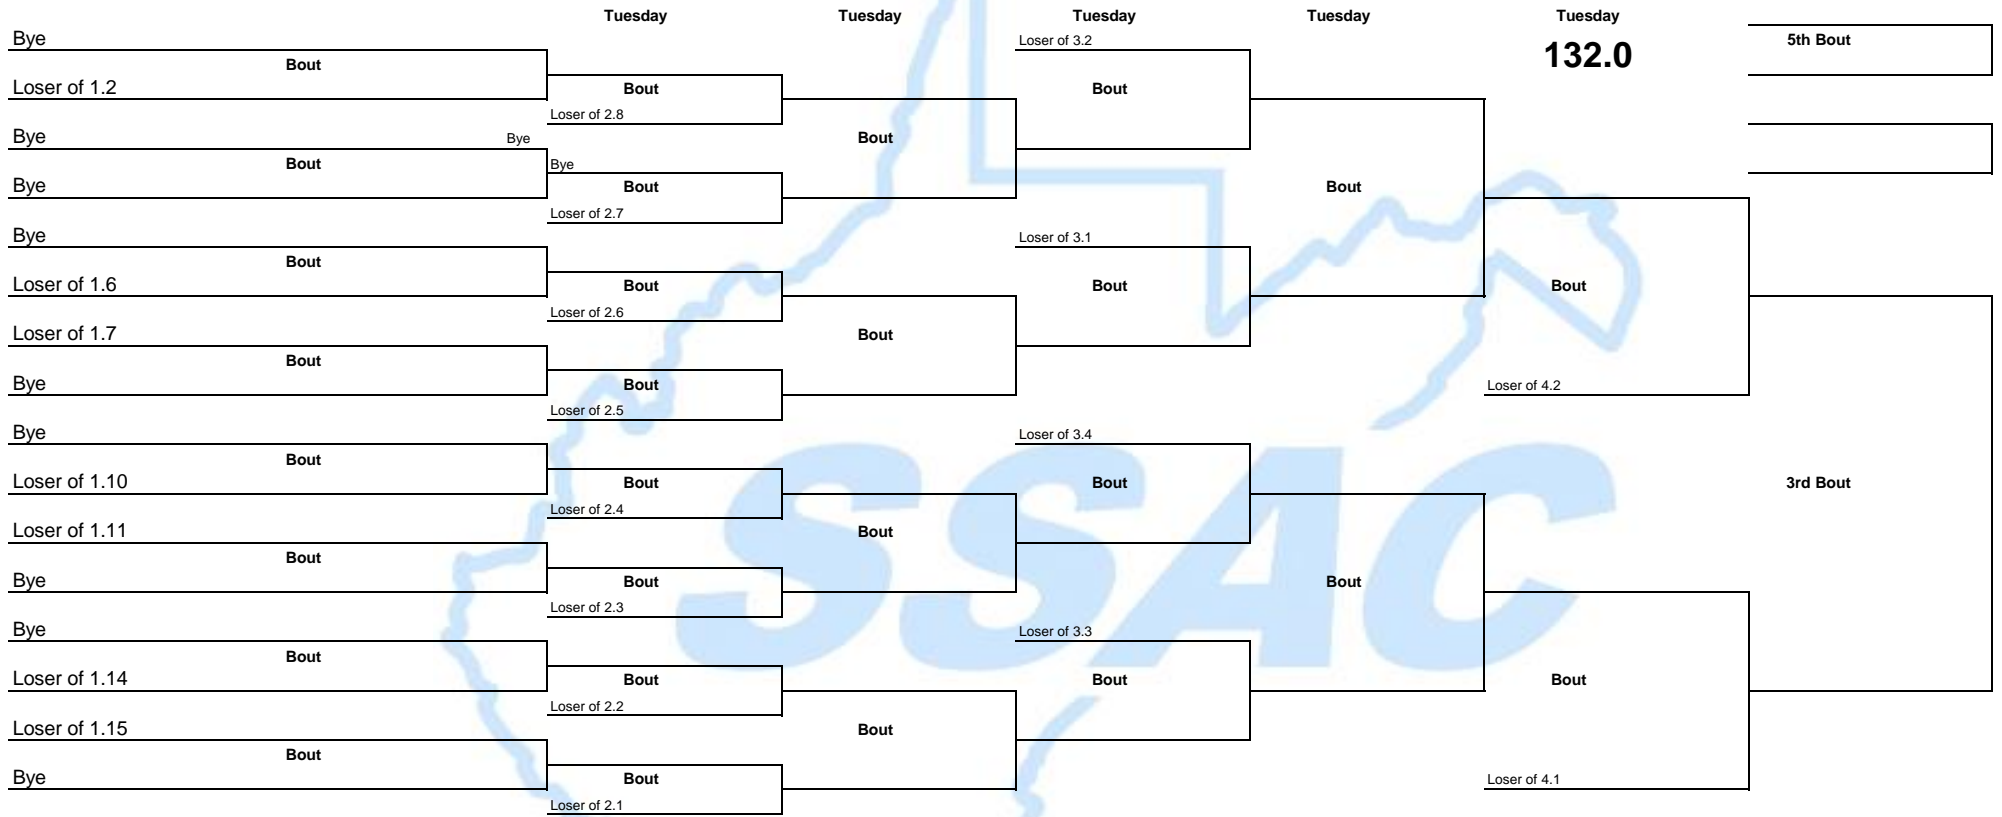 Tuesday Tuesday Tuesday Tuesday Tuesday
Bye Loser of 3.2 132.0 5th Bout
Bout
Loser of 1.2 Bout Bout
Loser of 2.8
Bye Bye Bout
Bout Bye
Bye Bout Bout
Loser of 2.7
Bye Loser of 3.1
Bout
Loser of 1.6 Bout Bout Bout
Loser of 2.6
Loser of 1.7 Bout
Bout
Bye Bout Loser of 4.2
Loser of 2.5
Bye Loser of 3.4
Bout
Loser of 1.10 Bout Bout 3rd Bout
Loser of 2.4
Loser of 1.11 Bout
Bout
Bye Bout Bout
Loser of 2.3
Bye Loser of 3.3
Bout
Loser of 1.14 Bout Bout Bout
Loser of 2.2
Loser of 1.15 Bout
Bout
Bye Bout Loser of 4.1
Loser of 2.1
SSAC